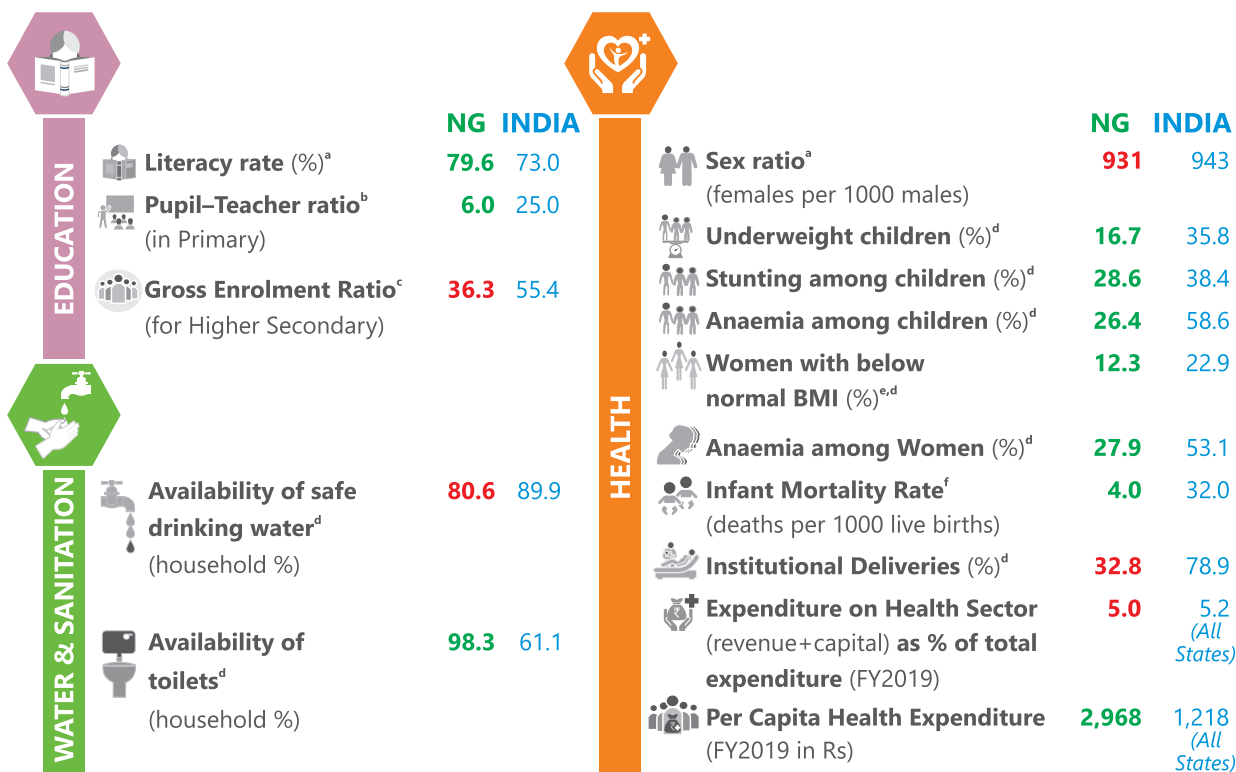 NG INDIA
EDUCATION
Literacy rate (%)ᵃ 79.6 73.0
Pupil–Teacher ratioᵇ 6.0 25.0
(in Primary)
Gross Enrolment Ratioᶜ 36.3 55.4
(for Higher Secondary)
WATER & SANITATION
Availability of safe 80.6 89.9
drinking waterᵈ
(household %)
Availability of 98.3 61.1
toiletsᵈ
(household %)
NG INDIA
HEALTH
Sex ratioᵃ 931 943
(females per 1000 males)
Underweight children (%)ᵈ 16.7 35.8
Stunting among children (%)ᵈ 28.6 38.4
Anaemia among children (%)ᵈ 26.4 58.6
Women with below 12.3 22.9
normal BMI (%)ᵉ,ᵈ
Anaemia among Women (%)ᵈ 27.9 53.1
Infant Mortality Rateᶠ 4.0 32.0
(deaths per 1000 live births)
Institutional Deliveries (%)ᵈ 32.8 78.9
Expenditure on Health Sector 5.0 5.2
(revenue+capital) as % of total (All
expenditure (FY2019) States)
Per Capita Health Expenditure 2,968 1,218
(FY2019 in Rs) (All
States)